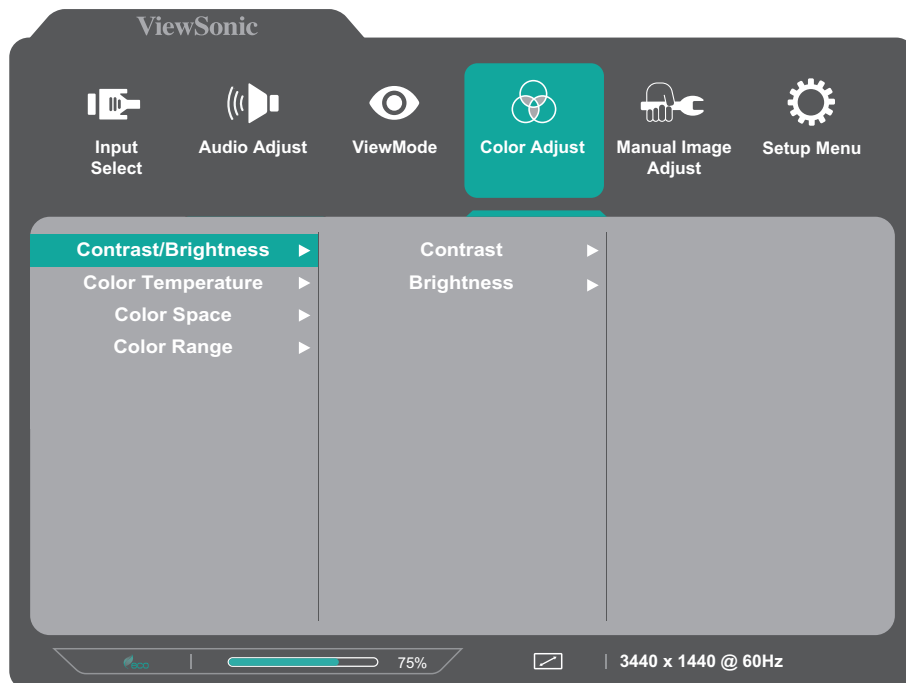 ViewSonic
Input
Select
Audio Adjust
ViewMode
Color Adjust
Manual Image
Adjust
Setup Menu
Contrast/Brightness
Color Temperature
Color Space
Color Range
Contrast
Brightness
eco
75%
3440 x 1440 @ 60Hz